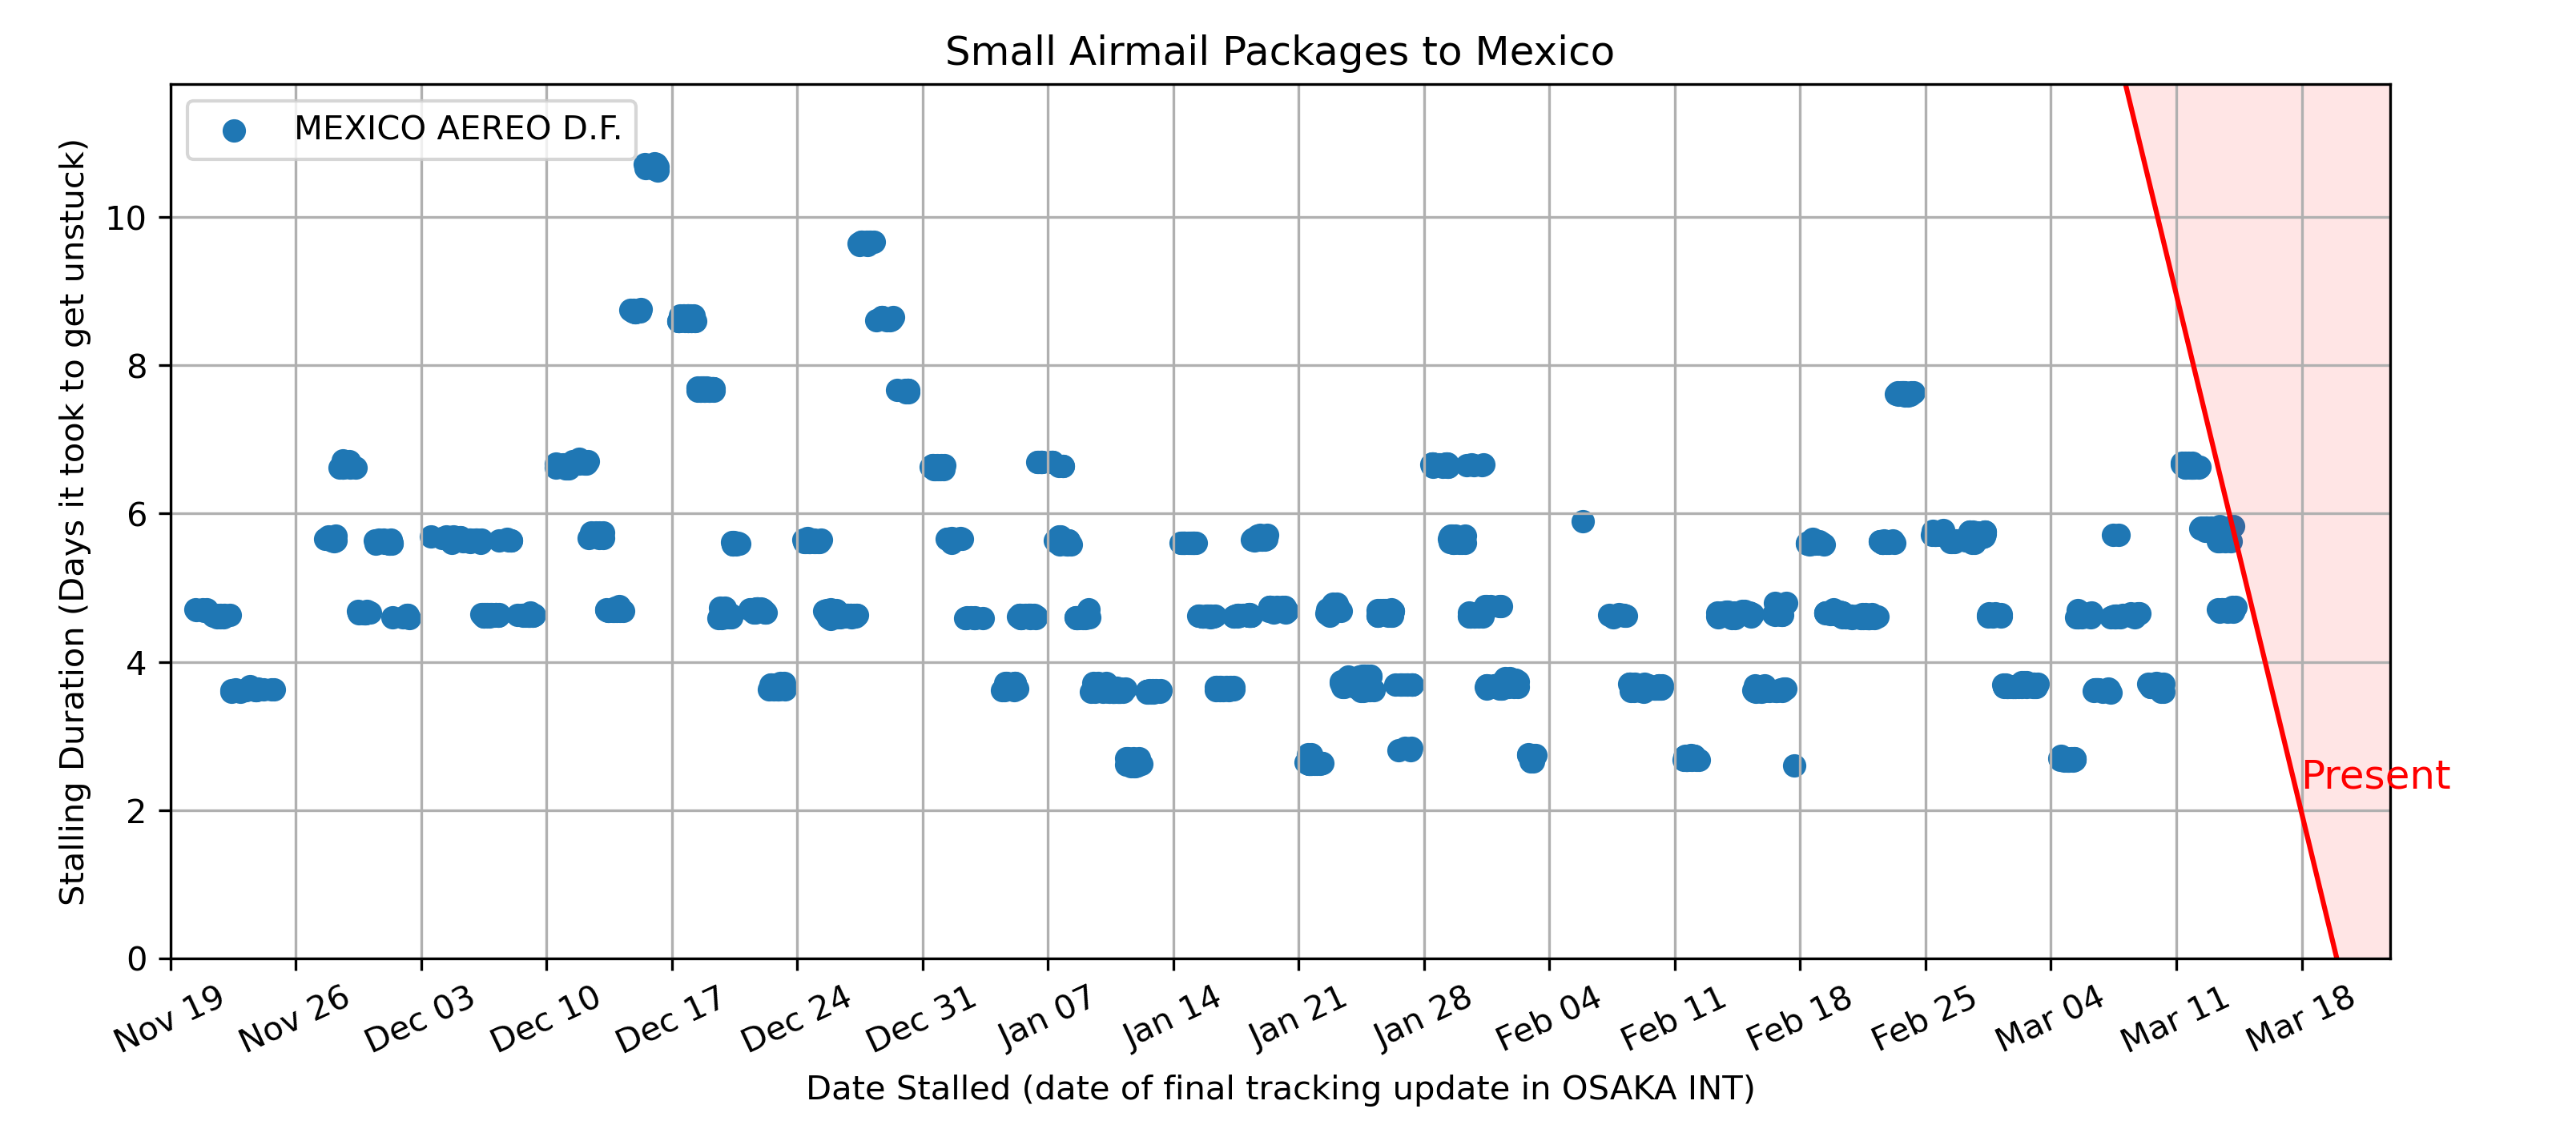 Small Airmail Packages to Mexico
MEXICO AEREO D.F.
Stalling Duration (Days it took to get unstuck)
10
8
6
4
2
0
Present
Nov 19 Nov 26 Dec 03 Dec 10 Dec 17 Dec 24 Dec 31 Jan 07 Jan 14 Jan 21 Jan 28 Feb 04 Feb 11 Feb 18 Feb 25 Mar 04 Mar 11 Mar 18
Date Stalled (date of final tracking update in OSAKA INT)